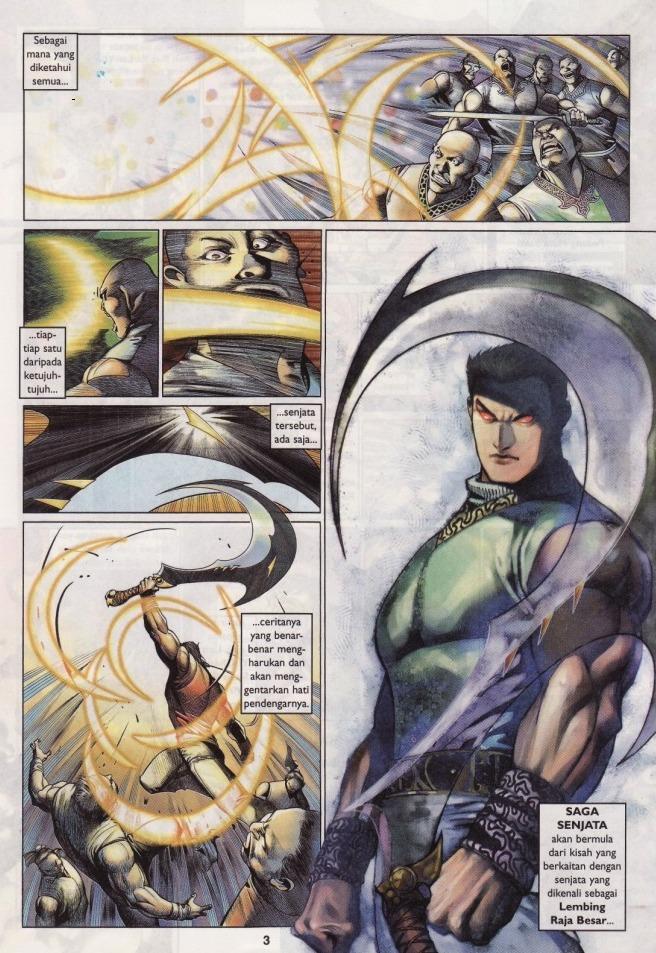 Sebagai
mana yang
diketahui
semua...
...tiap-
tiap satu
daripada
ketujuh-
tujuh...
...senjata
tersebut,
ada saja...
...ceritanya
yang benar-
benar meng-
harukan dan
akan meng-
gentarkan hati
pendengarnya.
SAGA
SENJATA
akan bermula
dari kisah yang
berkaitan dengan
senjata yang
dikenali sebagai
Lembing
Raja Besar...
3